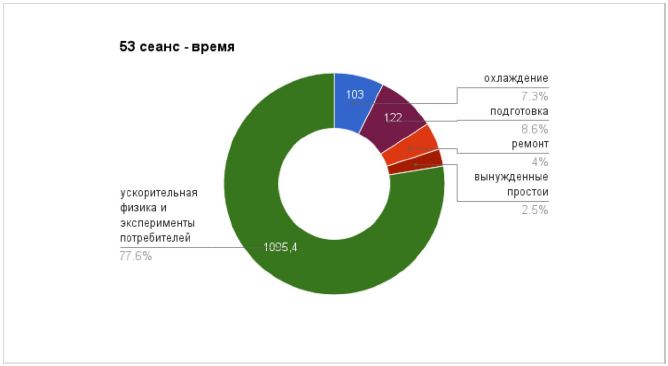 53 сеанс - время
103
122
1095,4
охлаждение
7.3%
подготовка
8.6%
ремонт
4%
вынужденные
простои
2.5%
ускорительная
физика и
эксперименты
потребителей
77.6%